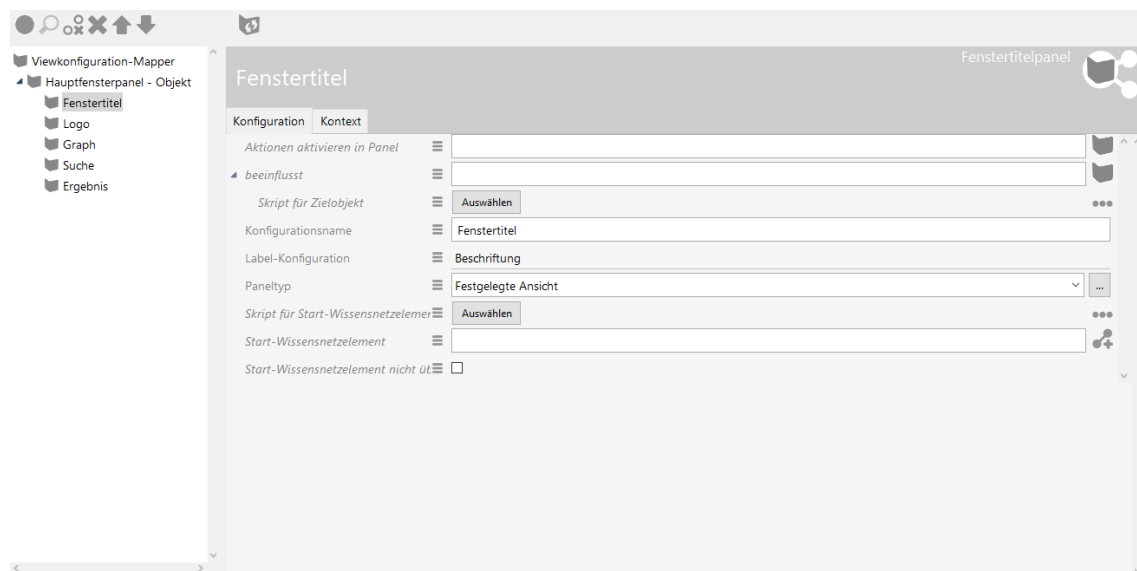 Viewkonfiguration-Mapper
Hauptfensterpanel - Objekt
Fenstertitel
Logo
Graph
Suche
Ergebnis
Fenstertitelpanel
Fenstertitel
Konfiguration Kontext
Aktionen aktivieren in Panel
beeinflusst
Skript für Zielobjekt Auswählen
Konfigurationsname Fenstertitel
Label-Konfiguration Beschriftung
Paneltyp Festgelegte Ansicht ...
Skript für Start-Wissensnetzelemen Auswählen
Start-Wissensnetzelement
Start-Wissensnetzelement nicht üb